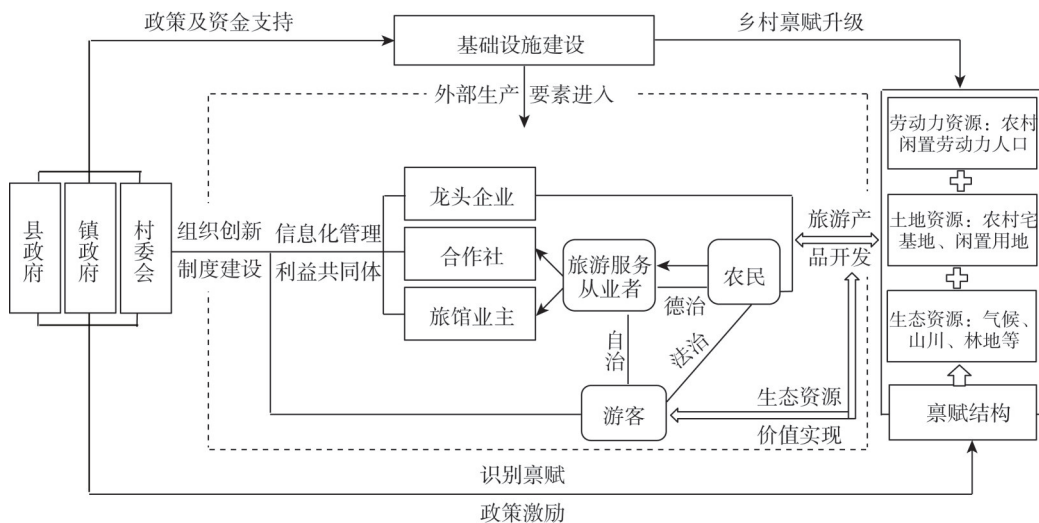 政策及资金支持
基础设施建设
乡村禀赋升级
外部生产 要素进入
县政府
镇政府
村委会
组织创新
制度建设
信息化管理
利益共同体
龙头企业
合作社
旅馆业主
旅游服务
从业者
农民
德治
自治
法治
游客
旅游产
品开发
生态资源
价值实现
劳动力资源：农村
闲置劳动力人口
土地资源：农村宅
基地、闲置用地
生态资源：气候、
山川、林地等
禀赋结构
识别禀赋
政策激励